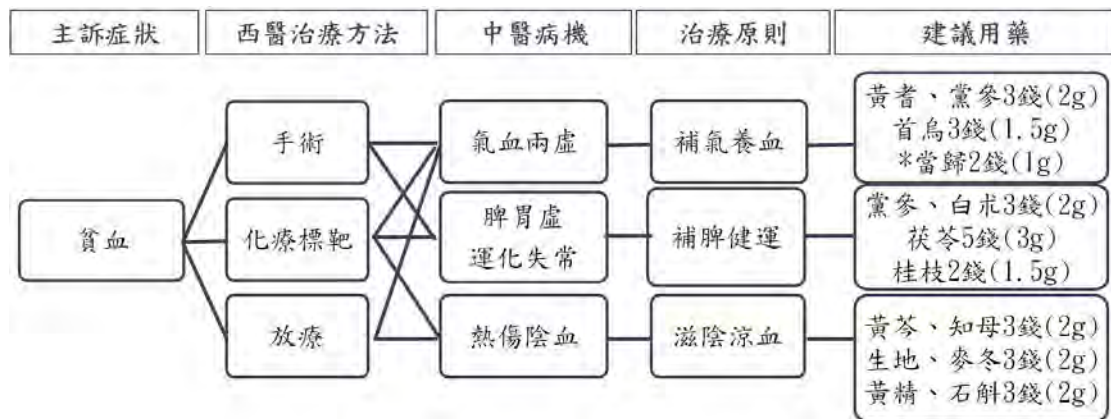 主訴症狀
西醫治療方法
中醫病機
治療原則
建議用藥
貧血
手術
化療標靶
放療
氣血兩虛
脾胃虛
運化失常
熱傷陰血
補氣養血
補脾健運
滋陰涼血
黃耆、黨參3錢(2g)
首烏3錢(1.5g)
*當歸2錢(1g)
黨參、白朮3錢(2g)
茯苓5錢(3g)
桂枝2錢(1.5g)
黃芩、知母3錢(2g)
生地、麥冬3錢(2g)
黃精、石斛3錢(2g)